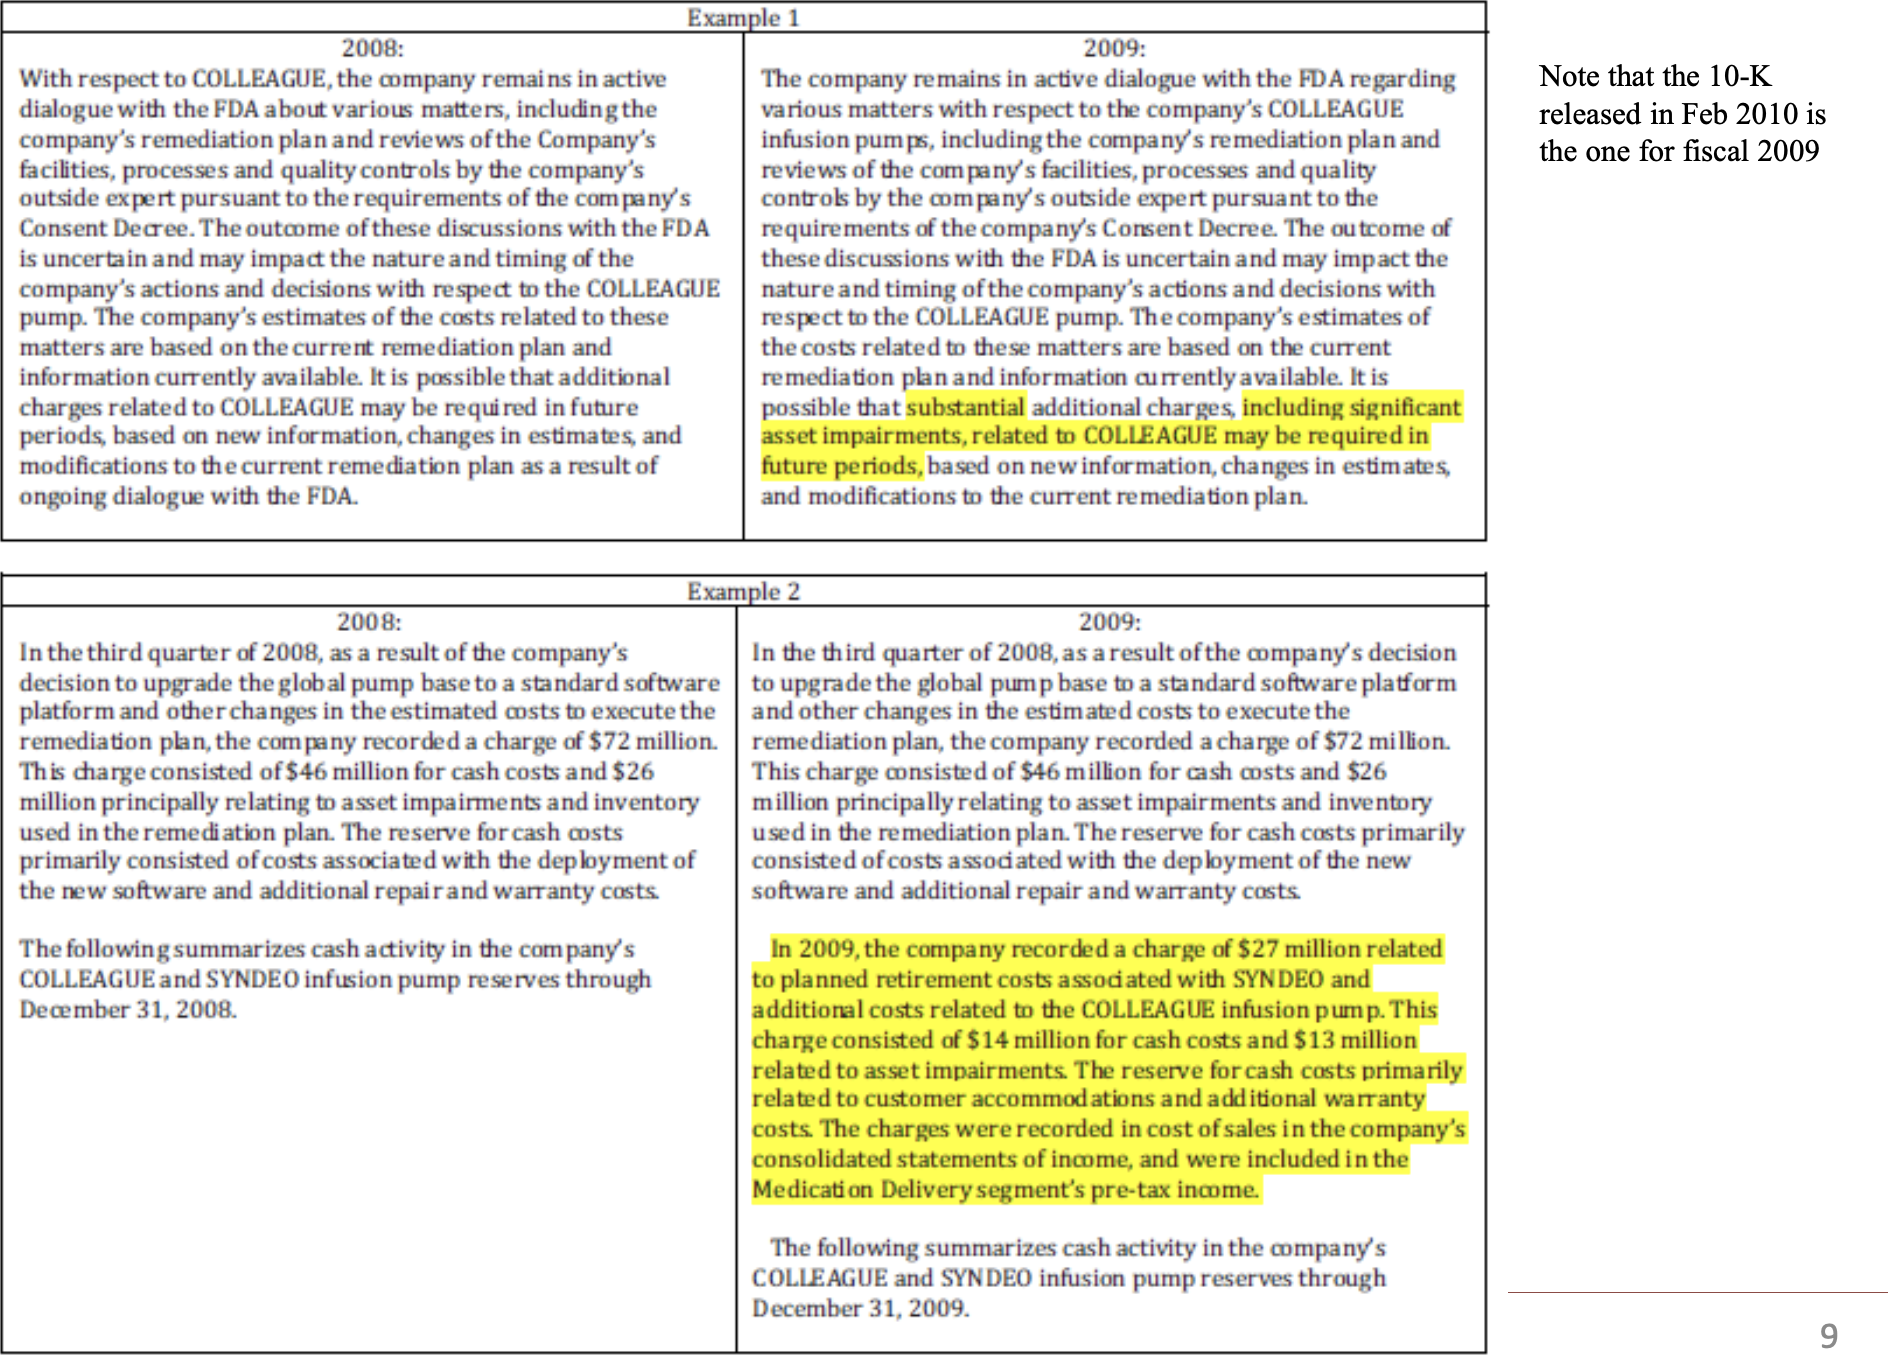 Example 1
2008:
With respect to COLLEAGUE, the company remains in active
dialogue with the FDA about various matters, including the
company's remediation plan and reviews of the Company's
facilities, processes and quality controls by the company's
outside expert pursuant to the requirements of the company's
Consent Decree. The outcome of these discussions with the FDA
is uncertain and may impact the nature and timing of the
company's actions and decisions with respect to the COLLEAGUE
pump. The company's estimates of the costs related to these
matters are based on the current remediation plan and
information currently available. It is possible that additional
charges related to COLLEAGUE may be required in future
periods, based on new information, changes in estimates, and
modifications to the current remediation plan as a result of
ongoing dialogue with the FDA.
2009:
The company remains in active dialogue with the FDA regarding
various matters with respect to the company's COLLEAGUE
infusion pumps, including the company's remediation plan and
reviews of the company's facilities, processes and quality
controls by the company's outside expert pursuant to the
requirements of the company's Consent Decree. The outcome of
these discussions with the FDA is uncertain and may impact the
nature and timing of the company's actions and decisions with
respect to the COLLEAGUE pump. The company's estimates of
the costs related to these matters are based on the current
remediation plan and information currently available. It is
possible that substantial additional charges, including significant
asset impairments, related to COLLEAGUE may be required in
future periods, based on new information, changes in estimates,
and modifications to the current remediation plan.
Note that the 10-K
released in Feb 2010 is
the one for fiscal 2009
Example 2
2008:
In the third quarter of 2008, as a result of the company's
decision to upgrade the global pump base to a standard software
platform and other changes in the estimated costs to execute the
remediation plan, the company recorded a charge of $72 million.
This charge consisted of $46 million for cash costs and $26
million principally relating to asset impairments and inventory
used in the remediation plan. The reserve for cash costs
primarily consisted of costs associated with the deployment of
the new software and additional repair and warranty costs.
The following summarizes cash activity in the company's
COLLEAGUE and SYNDEO infusion pump reserves through
December 31, 2008.
2009:
In the third quarter of 2008, as a result of the company's decision
to upgrade the global pump base to a standard software platform
and other changes in the estimated costs to execute the
remediation plan, the company recorded a charge of $72 million.
This charge consisted of $46 million for cash costs and $26
million principally relating to asset impairments and inventory
used in the remediation plan. The reserve for cash costs primarily
consisted of costs associated with the deployment of the new
software and additional repair and warranty costs.
In 2009, the company recorded a charge of $27 million related
to planned retirement costs associated with SYNDEO and
additional costs related to the COLLEAGUE infusion pump. This
charge consisted of $14 million for cash costs and $13 million
related to asset impairments. The reserve for cash costs primarily
related to customer accommodations and additional warranty
costs. The charges were recorded in cost of sales in the company's
consolidated statements of income, and were included in the
Medication Delivery segment's pre-tax income.
The following summarizes cash activity in the company's
COLLEAGUE and SYNDEO infusion pump reserves through
December 31, 2009.
9